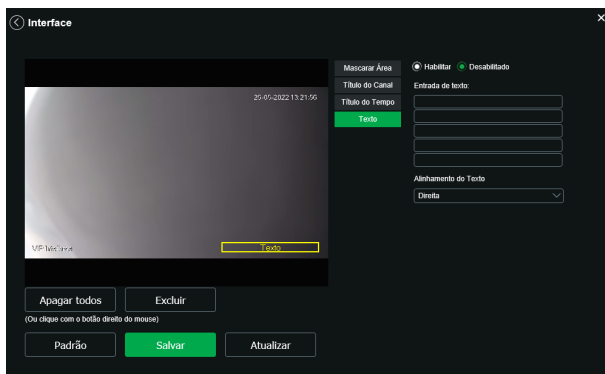 Interface
Mascarar Área
Título do Canal
Título do Tempo
Texto
Habilitar
Desabilitado
Entrada de texto:
Alinhamento do Texto
Direita
25-05-2022 13:21:56
VIP
Texto
Apagar todos
Excluir
(Ou clique com o botão direito do mouse)
Padrão
Salvar
Atualizar